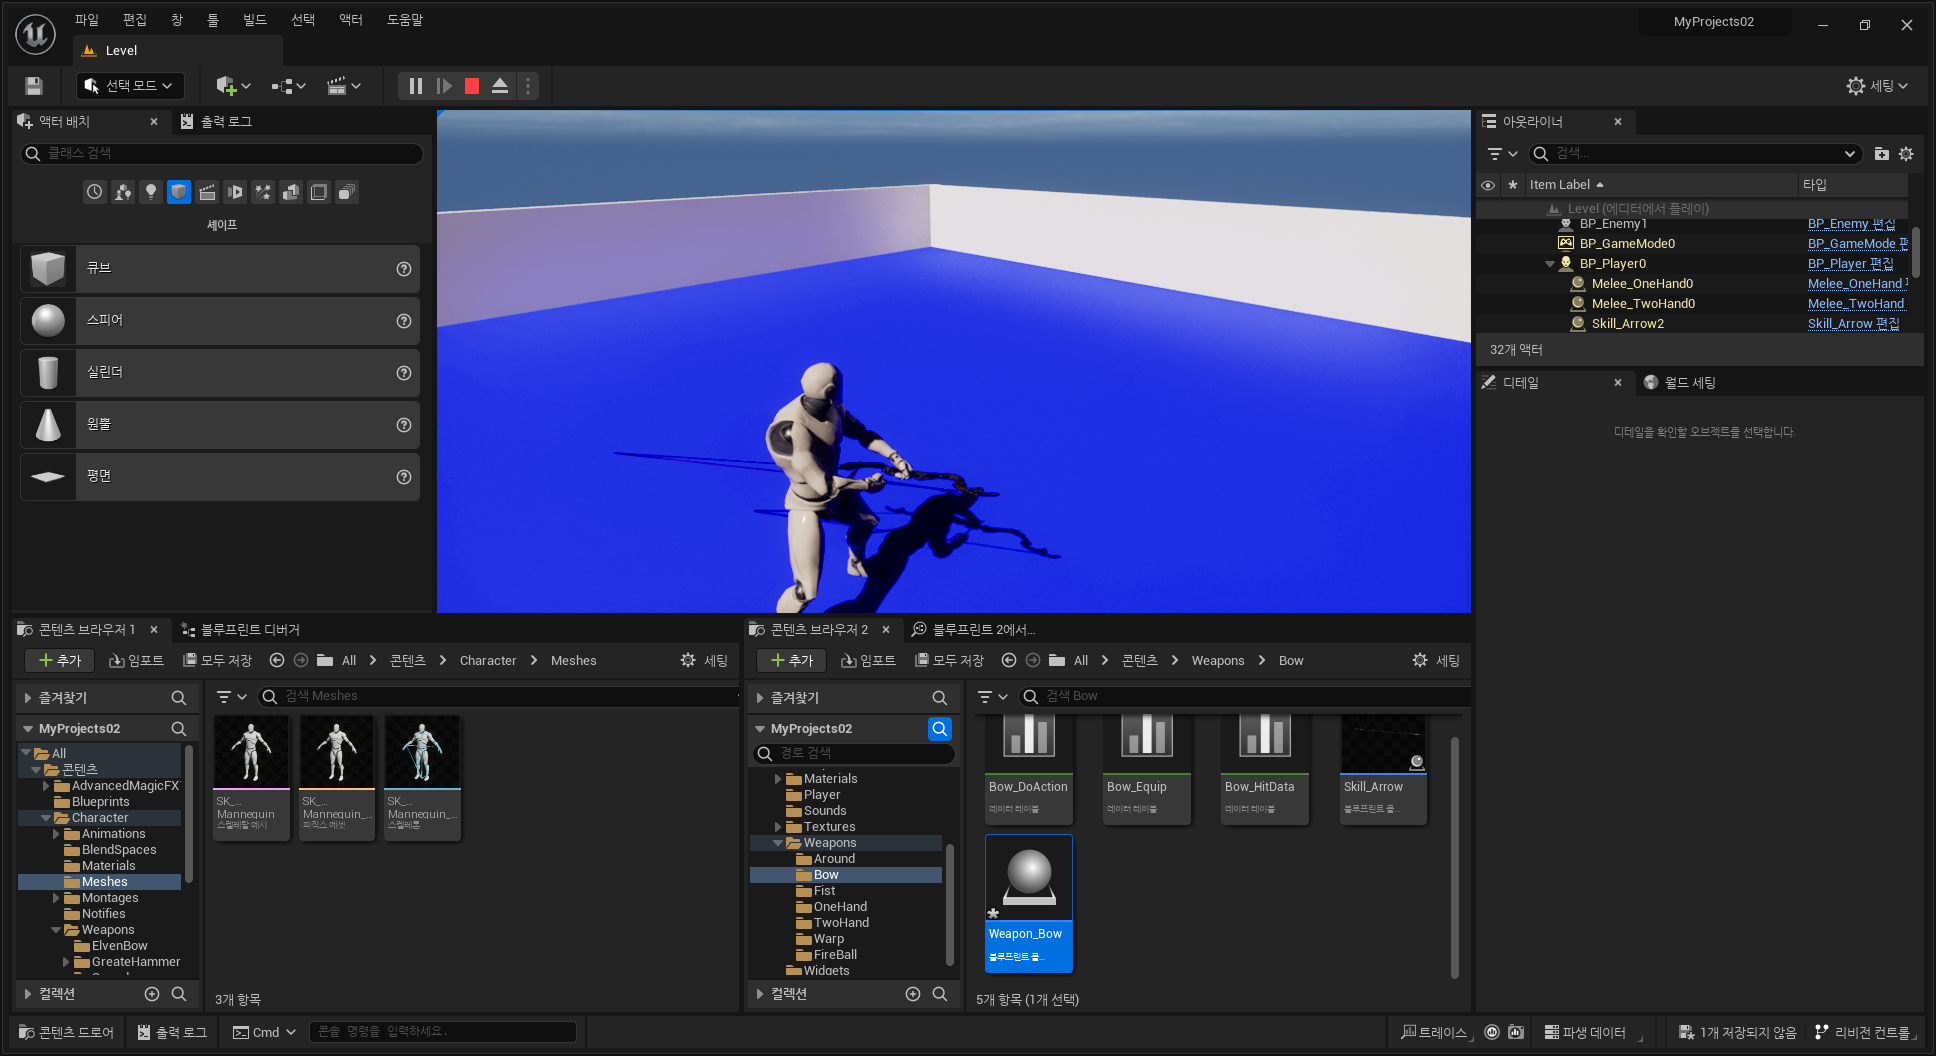 파일 편집 창 툴 빌드 선택 액터 도움말
MyProjects02
Level
선택 모드
세팅
액터 배치
출력 로그
클래스 검색
셰이프
큐브
스피어
실린더
원뿔
평면
아웃라이너
검색...
Item Label
타입
Level (에디터에서 플레이)
BP_Enemy1 BP_Enemy 편집
BP_GameMode0 BP_GameMode 편
BP_Player0 BP_Player 편집
Melee_OneHand0 Melee_OneHand
Melee_TwoHand0 Melee_TwoHand
Skill_Arrow2 Skill_Arrow 편집
32개 액터
디테일
월드 세팅
디테일을 확인할 오브젝트를 선택합니다.
콘텐츠 브라우저 1
블루프린트 디버거
추가 임포트 모두 저장 All 콘텐츠 Character Meshes 세팅
즐겨찾기
검색 Meshes
MyProjects02
All
콘텐츠
AdvancedMagicFX
Blueprints
Character
Animations
BlendSpaces
Materials
Meshes
Montages
Notifies
Weapons
ElvenBow
GreateHammer
컬렉션
SK_...
Mannequin
스켈레탈 메시
SK_...
Mannequin_...
피직스 애셋
SK_...
Mannequin_...
스켈레톤
3개 항목
콘텐츠 브라우저 2
블루프린트 2에서...
추가 임포트 모두 저장 All 콘텐츠 Weapons Bow 세팅
즐겨찾기
검색 Bow
MyProjects02
경로 검색
Materials
Player
Sounds
Textures
Weapons
Around
Bow
Fist
OneHand
TwoHand
Warp
FireBall
Widgets
컬렉션
Bow_DoAction
데이터 테이블
Bow_Equip
데이터 테이블
Bow_HitData
데이터 테이블
Skill_Arrow
블루프린트 클...
Weapon_Bow
블루프린트 클...
5개 항목 (1개 선택)
콘텐츠 드로어
출력 로그
Cmd
콘솔 명령을 입력하세요.
트레이스
파생 데이터
1개 저장되지 않음
리비전 컨트롤